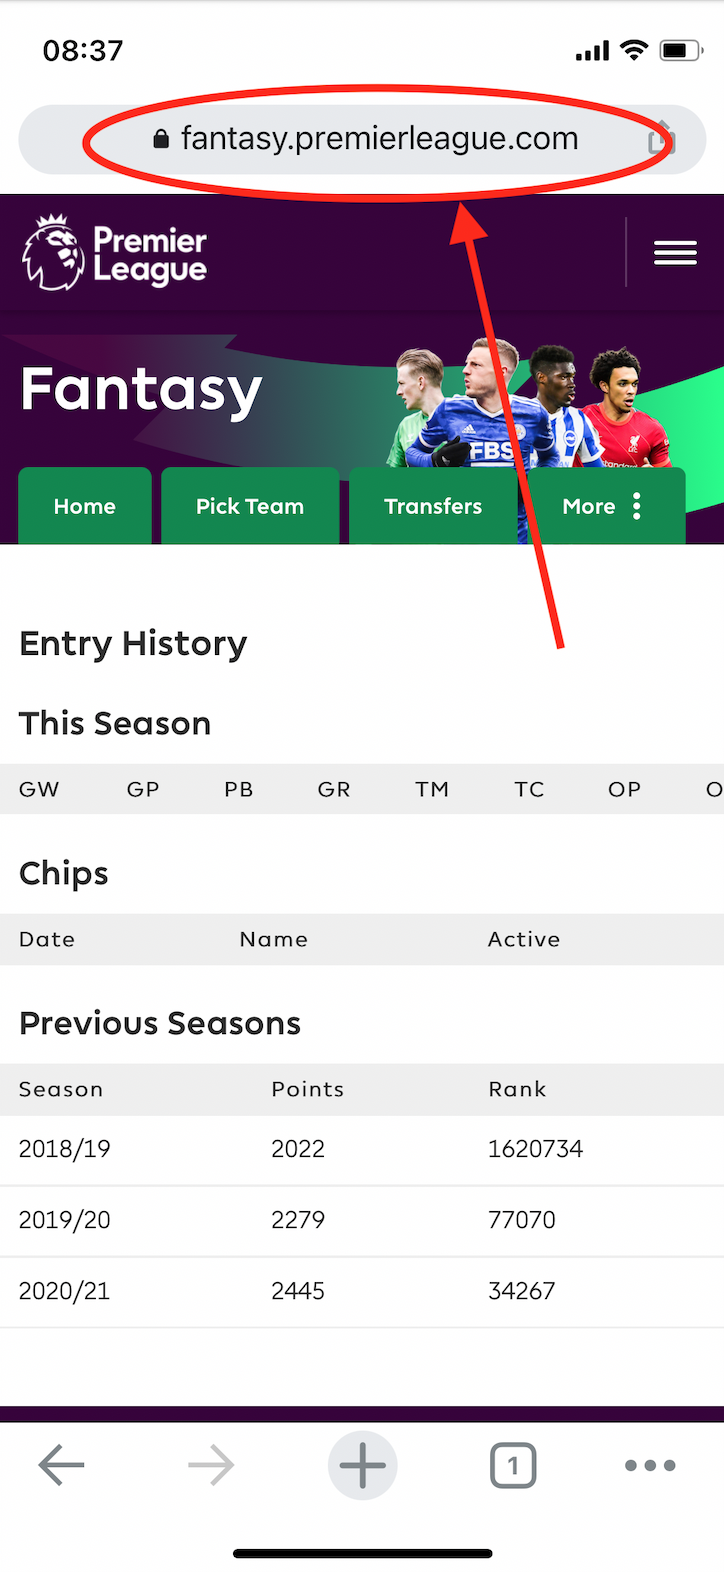 08:37
fantasy.premierleague.com
Premier
League
Fantasy
FBS
standard
Home Pick Team Transfers More
Entry History
This Season
GW GP PB GR TM TC OP O
Chips
Date Name Active
Previous Seasons
Season Points Rank
2018/19 2022 1620734
2019/20 2279 77070
2020/21 2445 34267
1